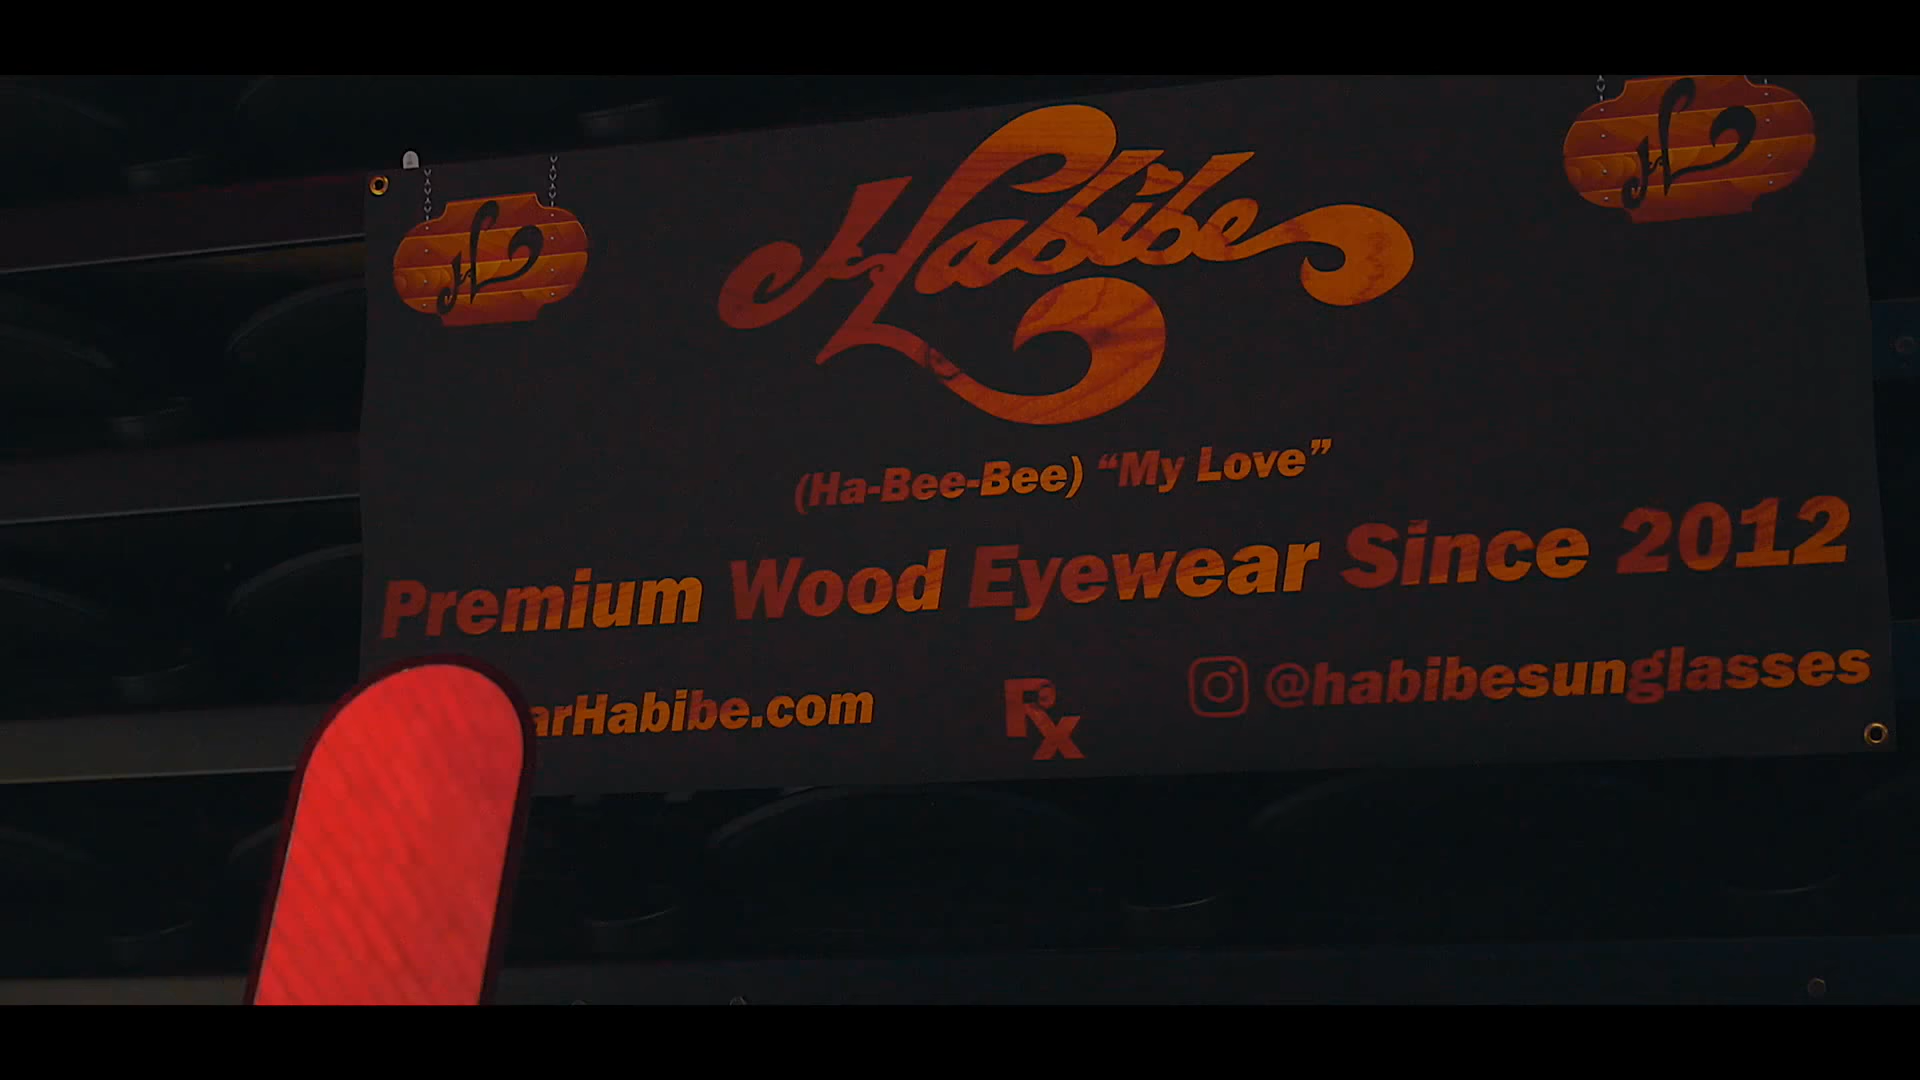 Habibe
(Ha-Bee-Bee) “My Love”
Premium Wood Eyewear Since 2012
arHabibe.com
Rx
@habibesunglasses